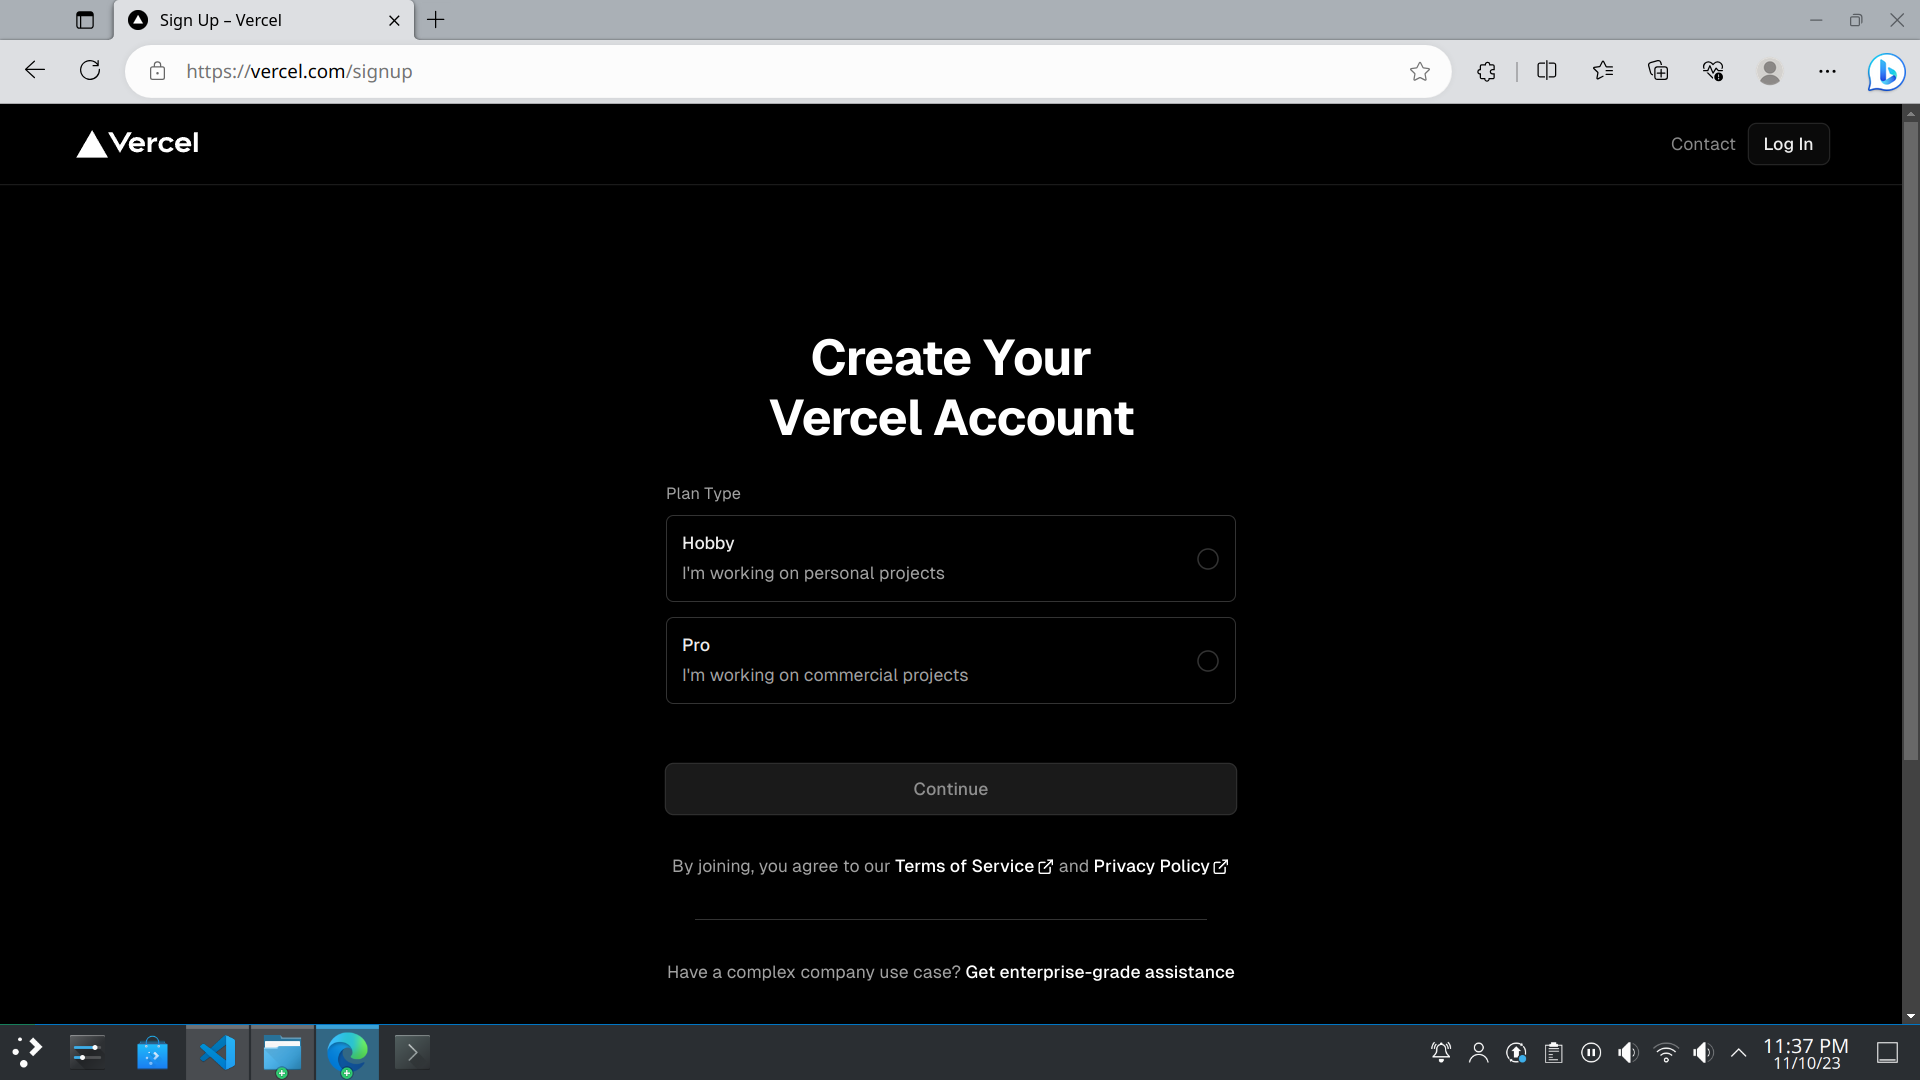 Sign Up – Vercel
https://vercel.com/signup
Vercel
Contact
Log In
Create Your
Vercel Account
Plan Type
Hobby
I'm working on personal projects
Pro
I'm working on commercial projects
Continue
By joining, you agree to our Terms of Service and Privacy Policy
Have a complex company use case? Get enterprise-grade assistance
11:37 PM
11/10/23